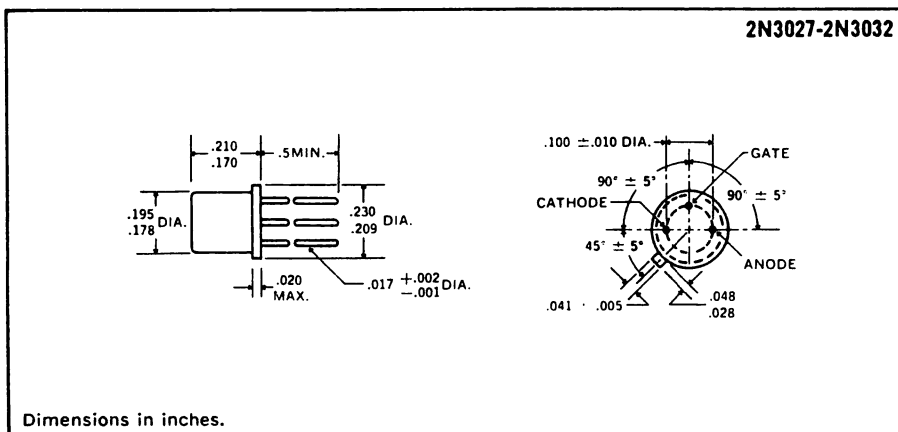 2N3027-2N3032
.210
.170
.5MIN.
.195
.178 DIA.
.230
.209 DIA.
.020
MAX.
.017 +.002
-.001 DIA.
.100 ±.010 DIA.
GATE
90° ± 5°
90° ± 5°
CATHODE
45° ± 5°
ANODE
.041 · .005
.048
.028
Dimensions in inches.